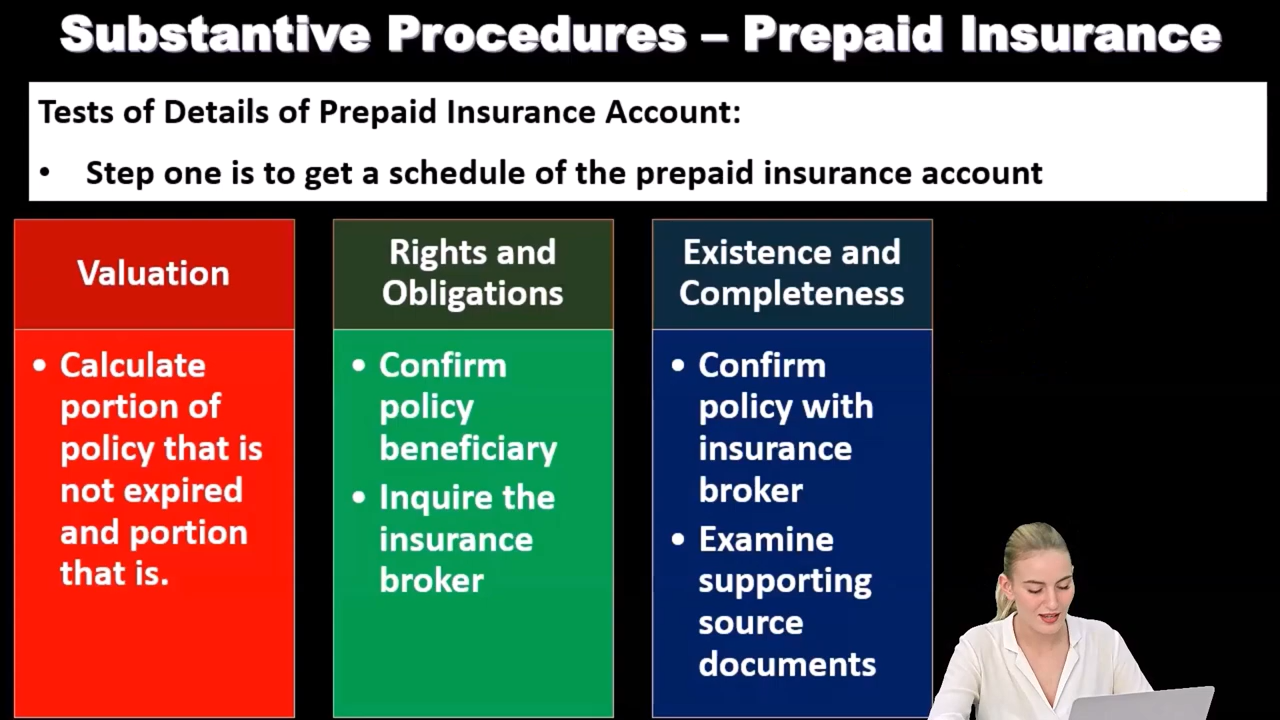 Substantive Procedures – Prepaid Insurance
Tests of Details of Prepaid Insurance Account:
• Step one is to get a schedule of the prepaid insurance account
Valuation
• Calculate
portion of
policy that is
not expired
and portion
that is.
Rights and
Obligations
• Confirm
policy
beneficiary
• Inquire the
insurance
broker
Existence and
Completeness
• Confirm
policy with
insurance
broker
• Examine
supporting
source
documents